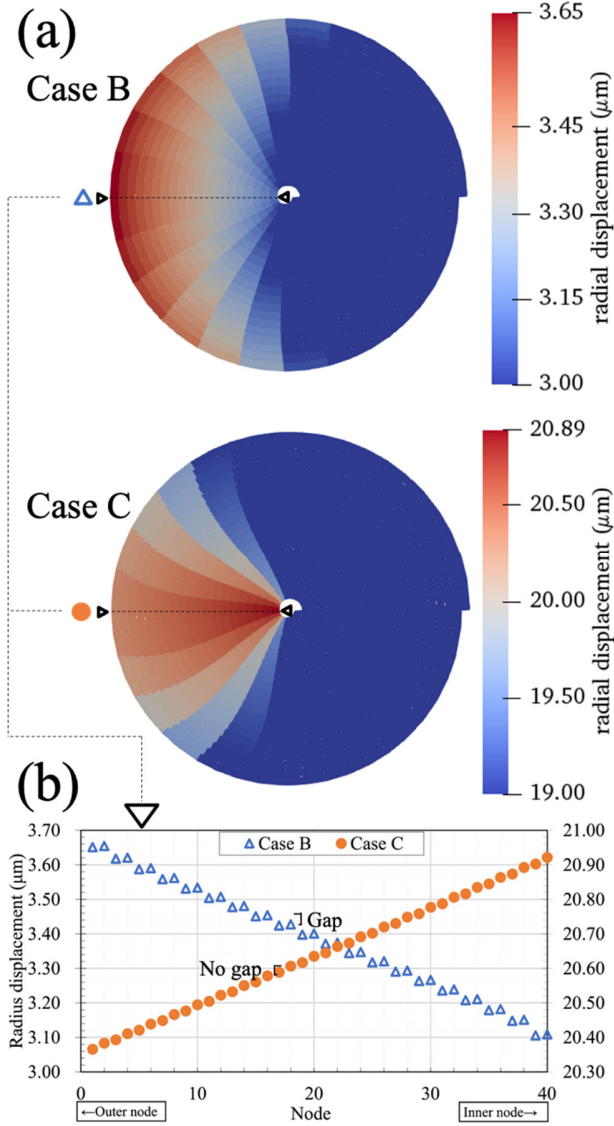 (a)
Case B
3.65
3.45
3.30
3.15
3.00
radial displacement (μm)
Case C
20.89
20.50
20.00
19.50
19.00
radial displacement (μm)
(b)
Case B Case C
3.70
3.60
3.50
3.40
3.30
3.20
3.10
3.00
Radius displacement (μm)
Gap
No gap
21.00
20.90
20.80
20.70
20.60
20.50
20.40
20.30
0 10 20 30 40
←Outer node
Node
Inner node→